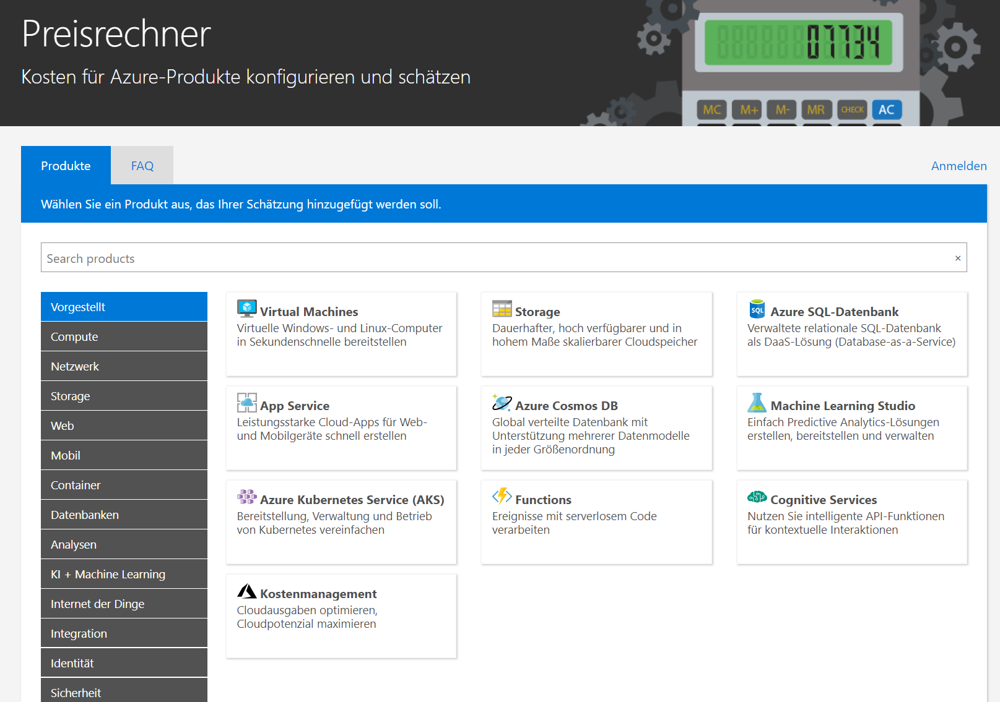 Preisrechner
Kosten für Azure-Produkte konfigurieren und schätzen
07734
MC M+ M- MR CHECK AC
Produkte FAQ Anmelden
Wählen Sie ein Produkt aus, das Ihrer Schätzung hinzugefügt werden soll.
Search products ×
Vorgestellt
Compute
Netzwerk
Storage
Web
Mobil
Container
Datenbanken
Analysen
KI + Machine Learning
Internet der Dinge
Integration
Identität
Sicherheit
Virtual Machines
Virtuelle Windows- und Linux-Computer
in Sekundenschnelle bereitstellen
Storage
Dauerhafter, hoch verfügbarer und in
hohem Maße skalierbarer Cloudspeicher
SQL
Azure SQL-Datenbank
Verwaltete relationale SQL-Datenbank
als DaaS-Lösung (Database-as-a-Service)
App Service
Leistungsstarke Cloud-Apps für Web-
und Mobilgeräte schnell erstellen
Azure Cosmos DB
Global verteilte Datenbank mit
Unterstützung mehrerer Datenmodelle
in jeder Größenordnung
Machine Learning Studio
Einfach Predictive Analytics-Lösungen
erstellen, bereitstellen und verwalten
Azure Kubernetes Service (AKS)
Bereitstellung, Verwaltung und Betrieb
von Kubernetes vereinfachen
Functions
Ereignisse mit serverlosem Code
verarbeiten
Cognitive Services
Nutzen Sie intelligente API-Funktionen
für kontextuelle Interaktionen
Kostenmanagement
Cloudausgaben optimieren,
Cloudpotenzial maximieren